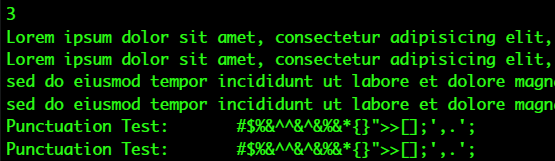 3
Lorem ipsum dolor sit amet, consectetur adipisicing elit,
Lorem ipsum dolor sit amet, consectetur adipisicing elit,
sed do eiusmod tempor incididunt ut labore et dolore magn
sed do eiusmod tempor incididunt ut labore et dolore magn
Punctuation Test:       #$%&^^&^&%&*{}">>[];',.';
Punctuation Test:       #$%&^^&^&%&*{}">>[];',.';